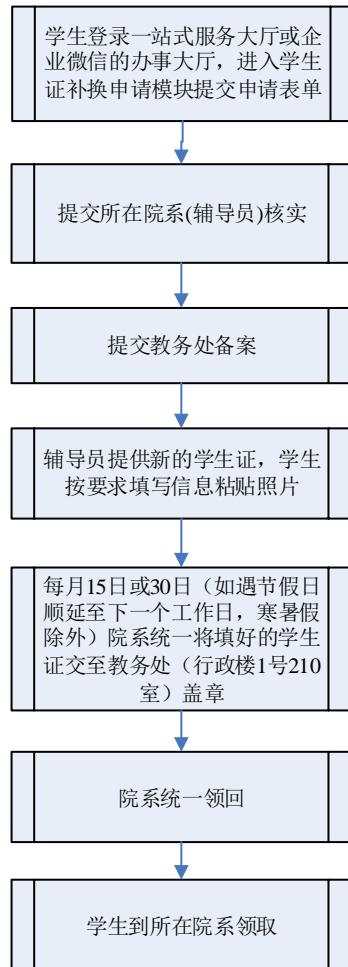 学生登录一站式服务大厅或企
业微信的办事大厅，进入学生
证补换申请模块提交申请表单
提交所在院系(辅导员)核实
提交教务处备案
辅导员提供新的学生证，学生
按要求填写信息粘贴照片
每月15日或30日（如遇节假日
顺延至下一个工作日，寒暑假
除外）院系统一将填好的学生
证交至教务处（行政楼1号210
室）盖章
院系统一领回
学生到所在院系领取